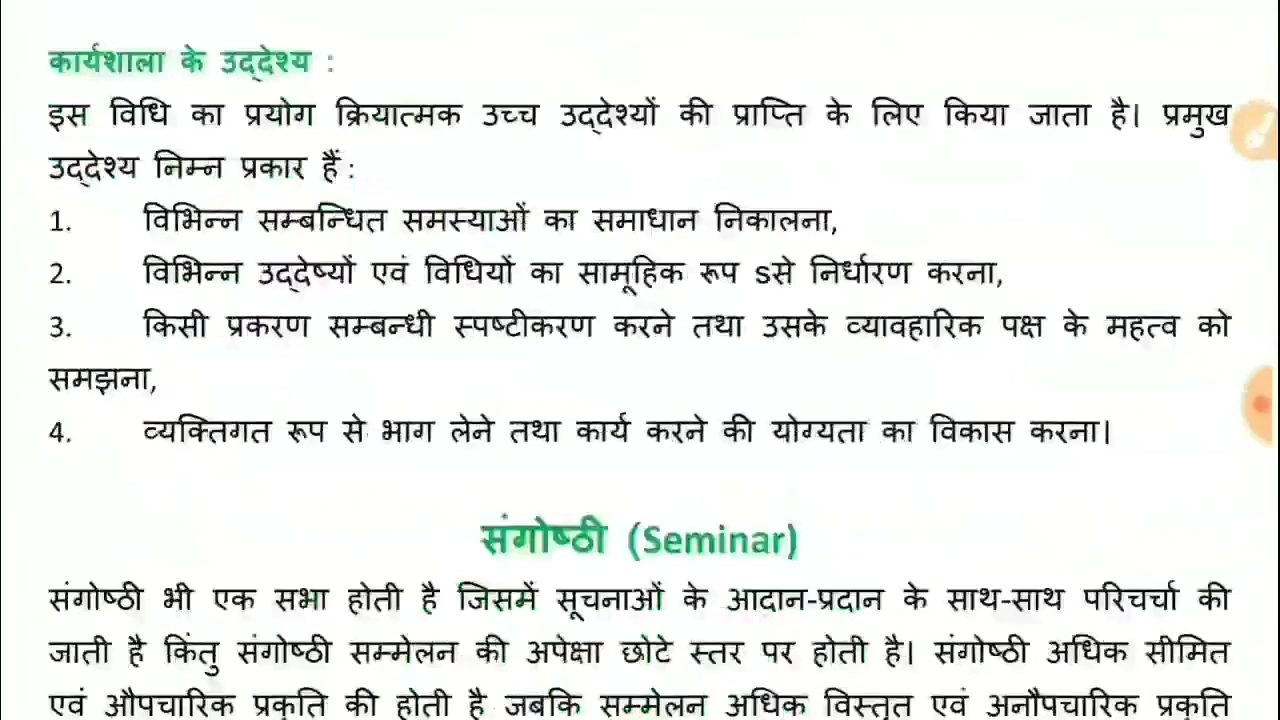 कार्यशाला के उद्देश्य :
इस विधि का प्रयोग क्रियात्मक उच्च उद्देश्यों की प्राप्ति के लिए किया जाता है। प्रमुख
उद्देश्य निम्न प्रकार हैं :
1. विभिन्न सम्बन्धित समस्याओं का समाधान निकालना,
2. विभिन्न उद्देष्यों एवं विधियों का सामूहिक रूप sसे निर्धारण करना,
3. किसी प्रकरण सम्बन्धी स्पष्टीकरण करने तथा उसके व्यावहारिक पक्ष के महत्व को
समझना,
4. व्यक्तिगत रूप से भाग लेने तथा कार्य करने की योग्यता का विकास करना।
संगोष्ठी (Seminar)
संगोष्ठी भी एक सभा होती है जिसमें सूचनाओं के आदान-प्रदान के साथ-साथ परिचर्चा की
जाती है किंतु संगोष्ठी सम्मेलन की अपेक्षा छोटे स्तर पर होती है। संगोष्ठी अधिक सीमित
एवं औपचारिक प्रकृति की होती है जबकि सम्मेलन अधिक विस्तृत एवं अनौपचारिक प्रकृति